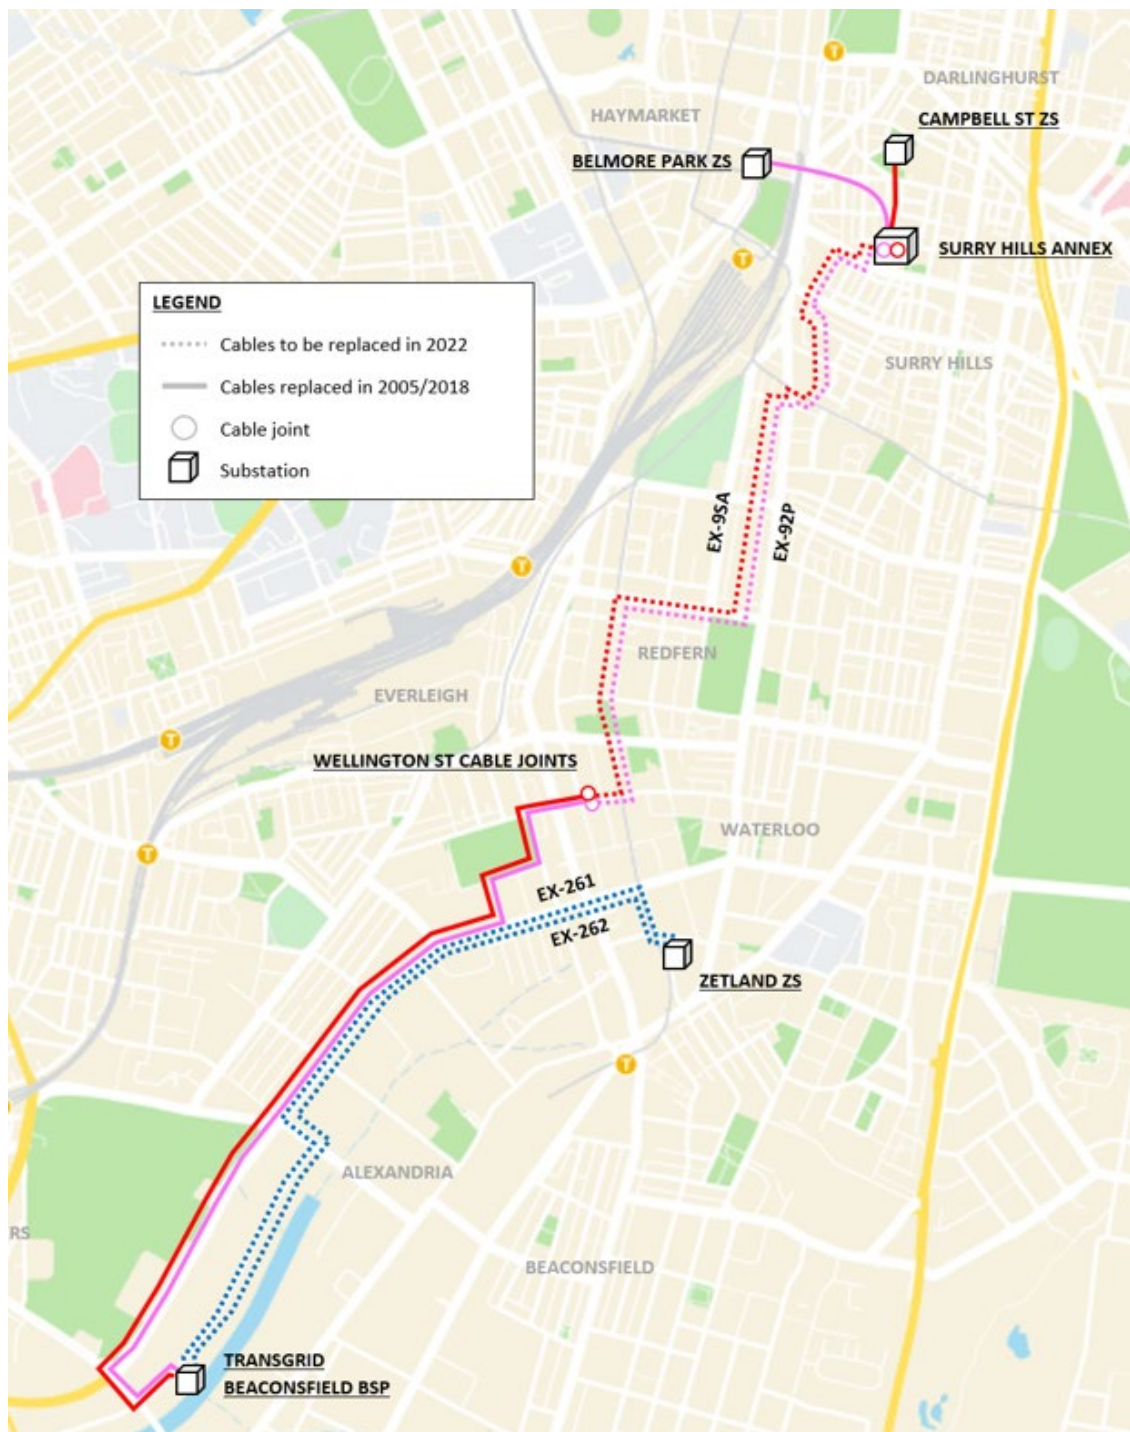 DARLINGHURST
HAYMARKET
CAMPBELL ST ZS
BELMORE PARK ZS
SURRY HILLS ANNEX
LEGEND
Cables to be replaced in 2022
Cables replaced in 2005/2018
Cable joint
Substation
SURRY HILLS
EX-9SA
EX-92P
REDFERN
EVERLEIGH
WELLINGTON ST CABLE JOINTS
WATERLOO
EX-261
EX-262
ZETLAND ZS
ALEXANDRIA
RS
BEACONSFIELD
TRANSGRID
BEACONSFIELD BSP
T
T
T
T
T
T